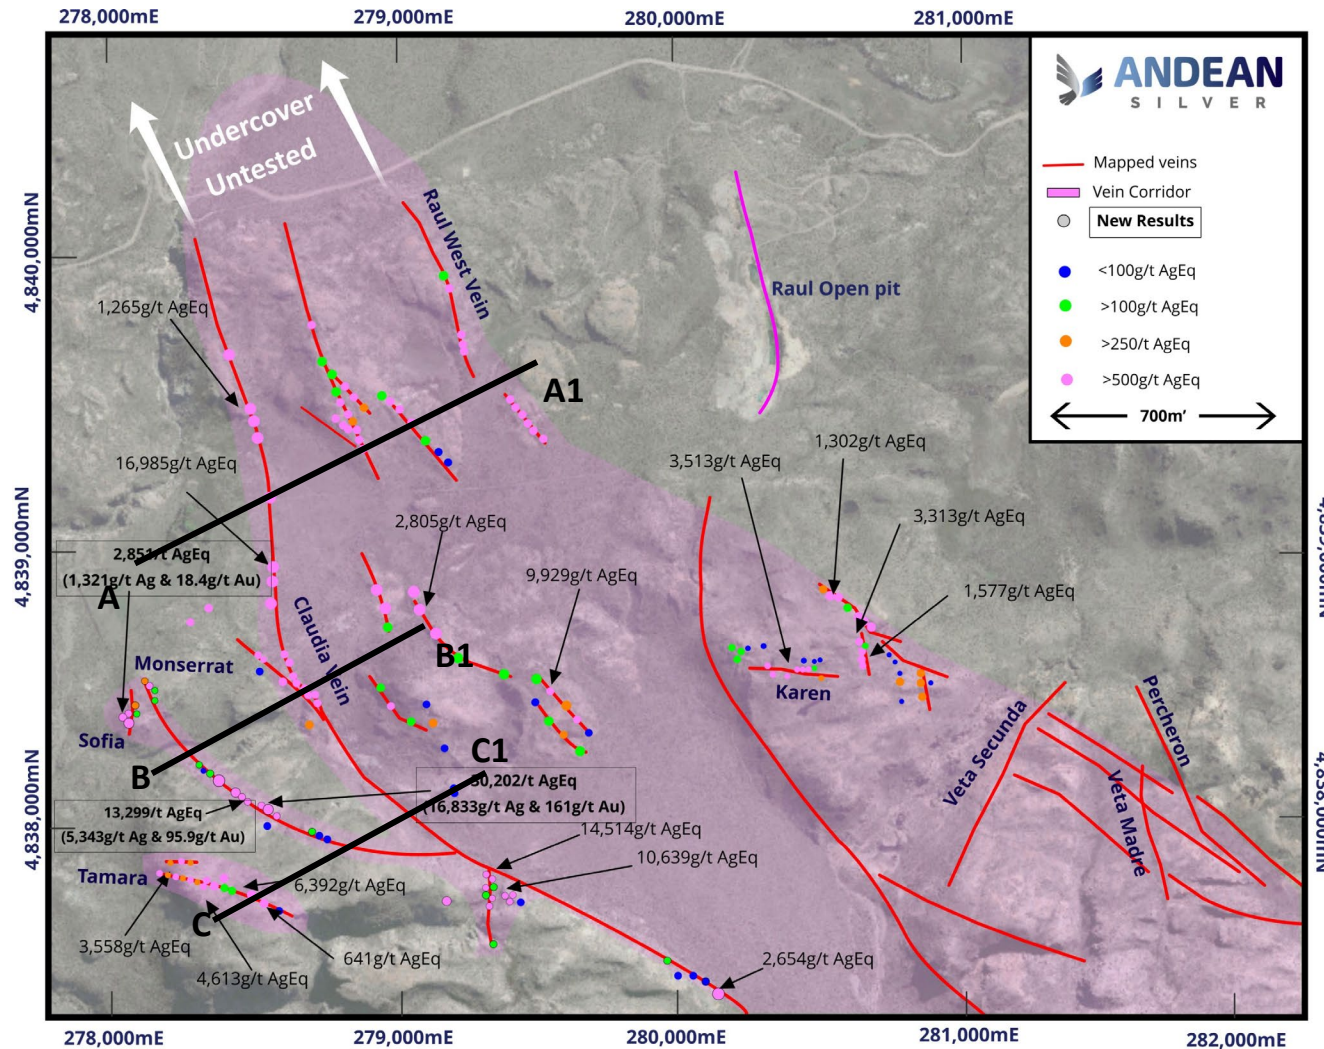 278,000mE
279,000mE
280,000mE
281,000mE
ANDEAN
SILVER
Mapped veins
Vein Corridor
New Results
<100g/t AgEq
>100g/t AgEq
>250/t AgEq
>500g/t AgEq
700m'
Undercover
Untested
Raul West Vein
4,840,000mN
Raul Open pit
1,265g/t AgEq
A1
1,302g/t AgEq
3,513g/t AgEq
16,985g/t AgEq
3,313g/t AgEq
2,805g/t AgEq
4,839,000mN
2,851/t AgEq
(1,321g/t Ag & 18.4g/t Au)
9,929g/t AgEq
1,577g/t AgEq
A
Claudia Vein
Monserrat
B1
Karen
Percheron
Veta Secunda
Veta Madre
Sofia
B
C1
30,202/t AgEq
(16,833g/t Ag & 161g/t Au)
13,299/t AgEq
(5,343g/t Ag & 95.9g/t Au)
4,838,000mN
14,514g/t AgEq
10,639g/t AgEq
Tamara
6,392g/t AgEq
C
3,558g/t AgEq
641g/t AgEq
4,613g/t AgEq
2,654g/t AgEq
278,000mE
279,000mE
280,000mE
281,000mE
282,000mE